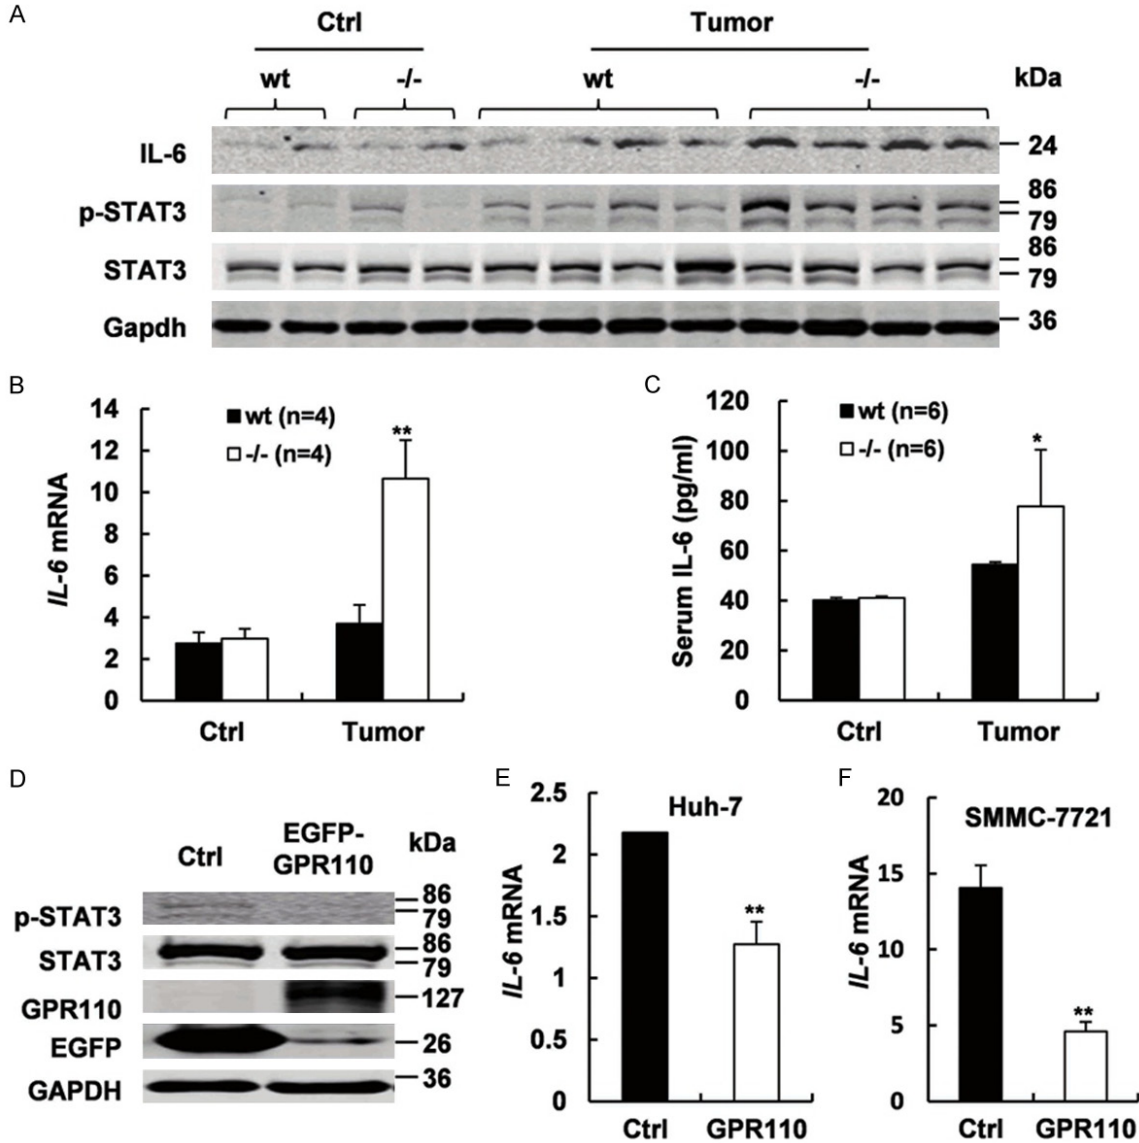 A
Ctrl Tumor
wt -/- wt -/- kDa
IL-6 24
p-STAT3 86
79
STAT3 86
79
Gapdh 36
B
14
12
10
8
6
4
2
0
IL-6 mRNA
wt (n=4)
-/- (n=4)
**
Ctrl Tumor
C
120
100
80
60
40
20
0
Serum IL-6 (pg/ml)
wt (n=6)
-/- (n=6)
*
Ctrl Tumor
D
Ctrl EGFP-
GPR110 kDa
p-STAT3 86
79
STAT3 86
79
GPR110 127
EGFP 26
GAPDH 36
E
2.5
2
1.5
1
0.5
0
IL-6 mRNA
Huh-7
**
Ctrl GPR110
F
20
15
10
5
0
IL-6 mRNA
SMMC-7721
**
Ctrl GPR110